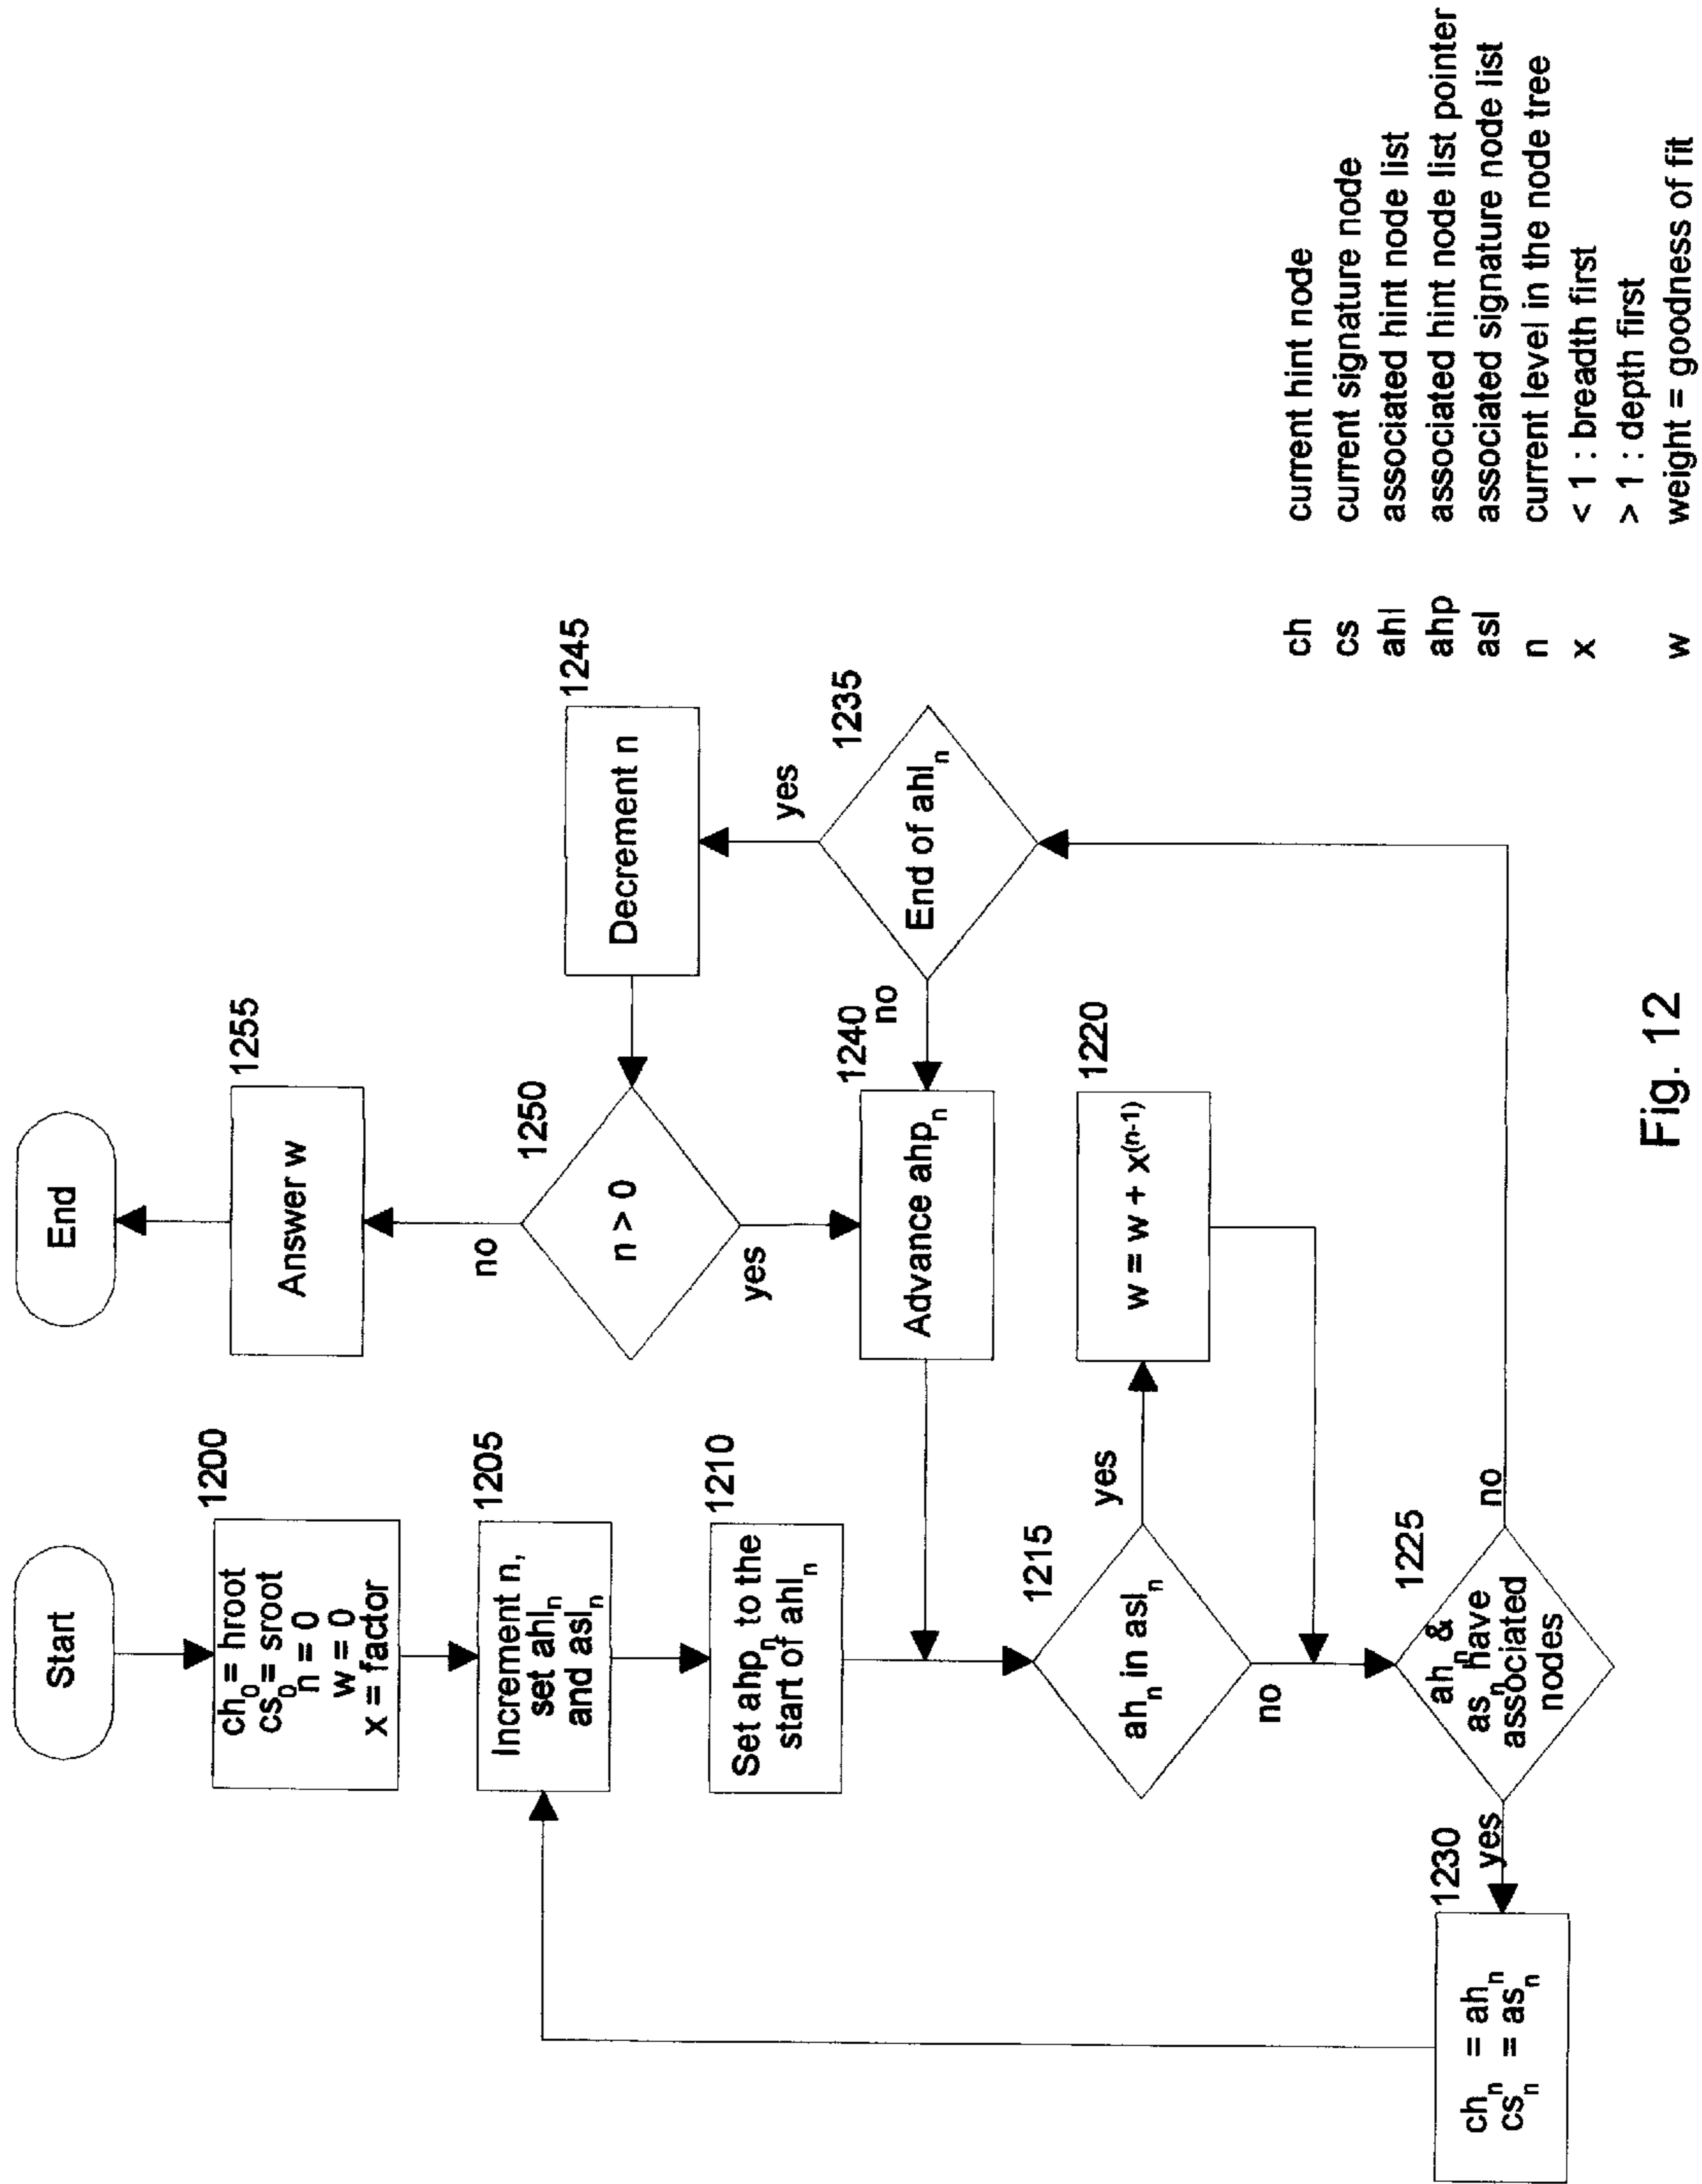 Start
1200
ch₀ = hroot
cs₀ = sroot
n = 0
w = 0
x = factor
1205
Increment n,
set ahlₙ
and aslₙ
1210
Set ahpₙ to the
start of ahlₙ
1215
ahₙ in aslₙ
yes
no
1220
w = w + x⁽ⁿ⁻¹⁾
1225
ahₙ &
asₙ have
associated
nodes
no
yes
1230
chₙ = ahₙ
csₙ = asₙ
1235
End of ahlₙ
yes
no
1240
Advance ahpₙ
1245
Decrement n
1250
n > 0
no
yes
1255
Answer w
End
ch current hint node
cs current signature node
ahl associated hint node list
ahp associated hint node list pointer
asl associated signature node list
n current level in the node tree
x < 1 : breadth first
> 1 : depth first
w weight = goodness of fit
Fig. 12